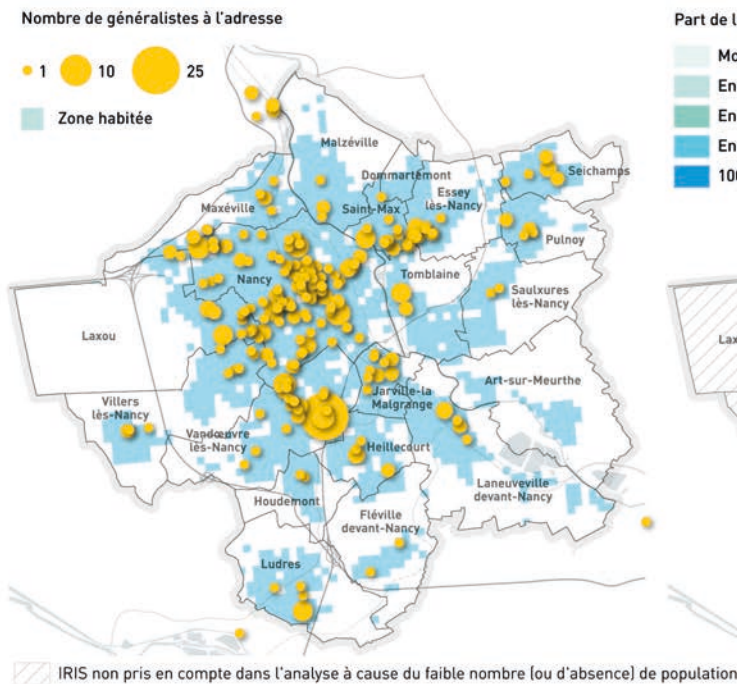 Nombre de généralistes à l'adresse
1 10 25
Zone habitée
Part de l
Mo
En
En
En
100
Malzéville
Dommartemont
Seichamps
Essey
lès-Nancy
Maxéville
Saint-Max
Pulnoy
Nancy
Tomblaine
Saulxures
lès-Nancy
Laxou
Lax
Art-sur-Meurthe
Jarville-la
Malgrange
Villers
lès-Nancy
Vandœuvre
lès-Nancy
Heillecourt
Laneuveville
devant-Nancy
Houdemont
Fléville
devant-Nancy
Ludres
IRIS non pris en compte dans l'analyse à cause du faible nombre (ou d'absence) de population